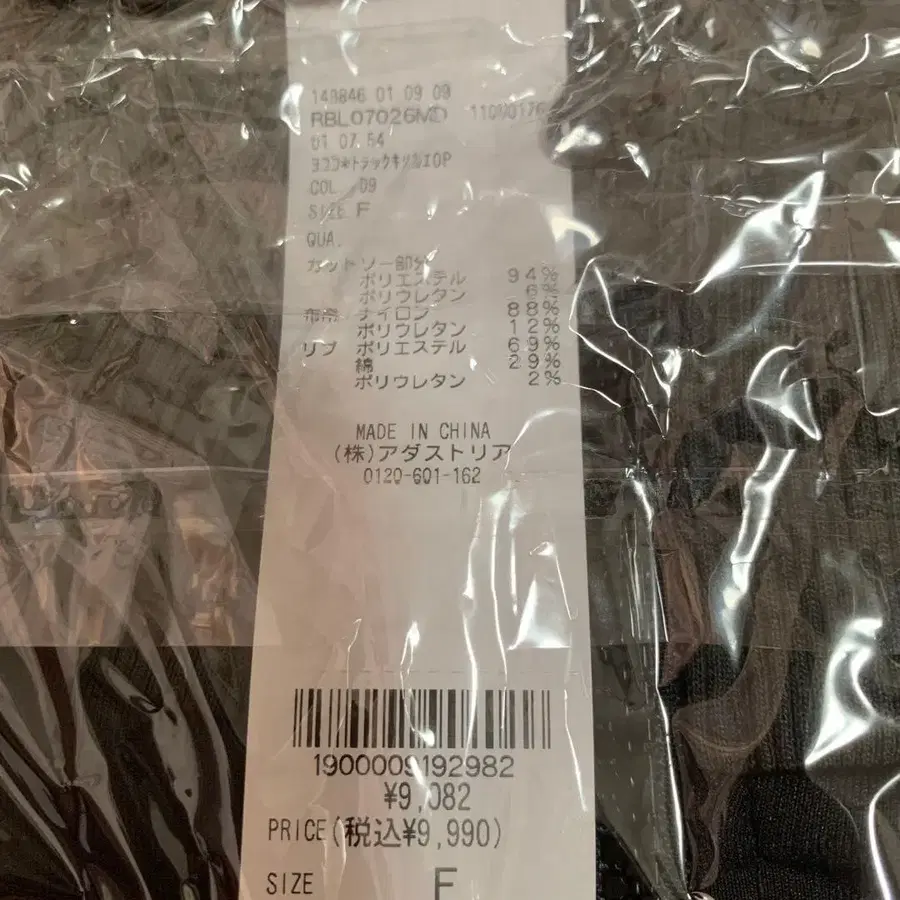 140846 01 09 09
RBL07026MD 110M0176
01 07.54
ヨココ*トラックキリカエOP
COL. 09
SIZE F
QUA.
カットソー部分
ポリエステル 94%
ポリウレタン 6%
布帛 ナイロン 88%
ポリウレタン 12%
リブ ポリエステル 69%
綿 29%
ポリウレタン 2%
MADE IN CHINA
(株)アダストリア
0120-601-162
1900009192982
¥9,082
PRICE(税込¥9,990)
SIZE F